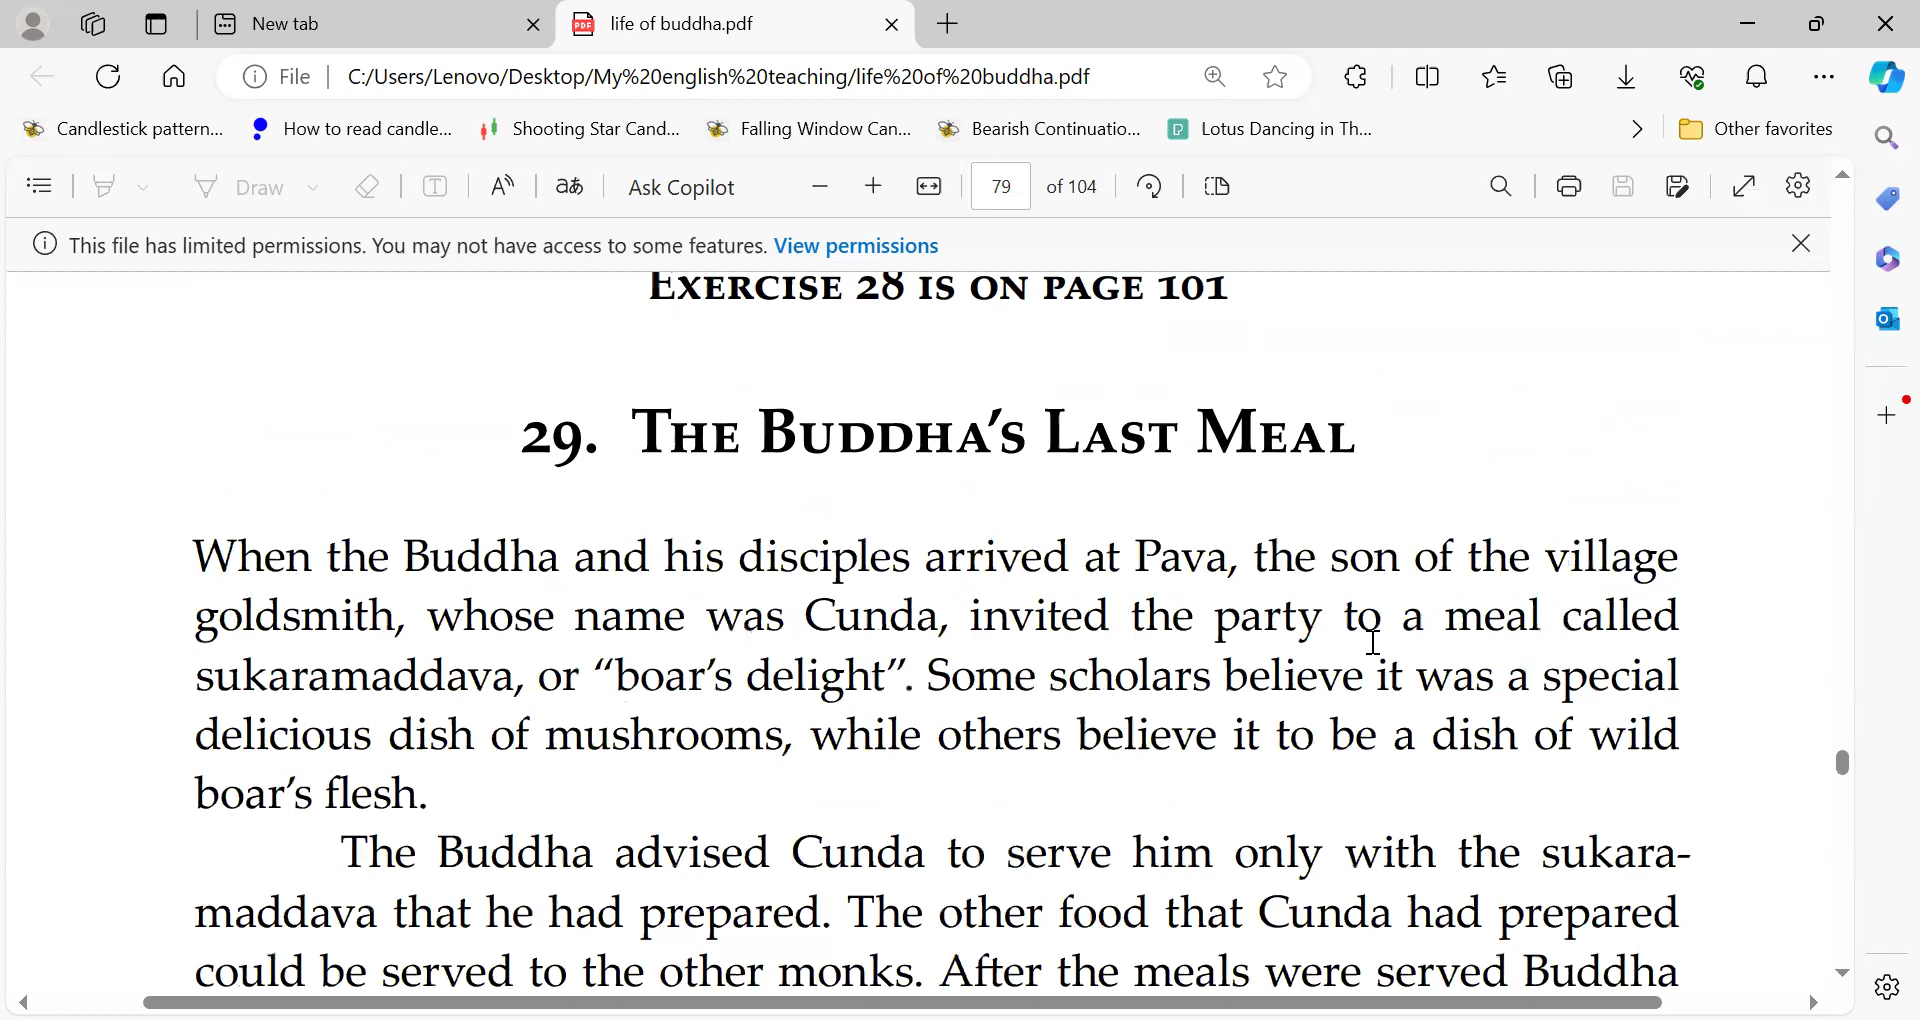 New tab
life of buddha.pdf
File
C:/Users/Lenovo/Desktop/My%20english%20teaching/life%20of%20buddha.pdf
Candlestick pattern...
How to read candle...
Shooting Star Cand...
Falling Window Can...
Bearish Continuatio...
Lotus Dancing in Th...
Other favorites
Draw
Ask Copilot
79 of 104
This file has limited permissions. You may not have access to some features. View permissions
EXERCISE 28 IS ON PAGE 101
29. THE BUDDHA'S LAST MEAL
When the Buddha and his disciples arrived at Pava, the son of the village
goldsmith, whose name was Cunda, invited the party to a meal called
sukaramaddava, or “boar's delight”. Some scholars believe it was a special
delicious dish of mushrooms, while others believe it to be a dish of wild
boar's flesh.
The Buddha advised Cunda to serve him only with the sukara-
maddava that he had prepared. The other food that Cunda had prepared
could be served to the other monks. After the meals were served Buddha